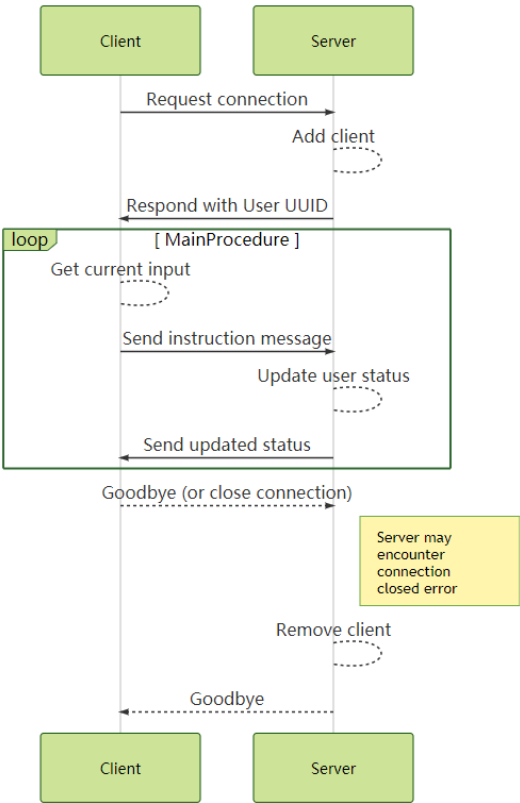 Client
Server
Request connection
Add client
Respond with User UUID
loop
[ MainProcedure ]
Get current input
Send instruction message
Update user status
Send updated status
Goodbye (or close connection)
Server may
encounter
connection
closed error
Remove client
Goodbye
Client
Server